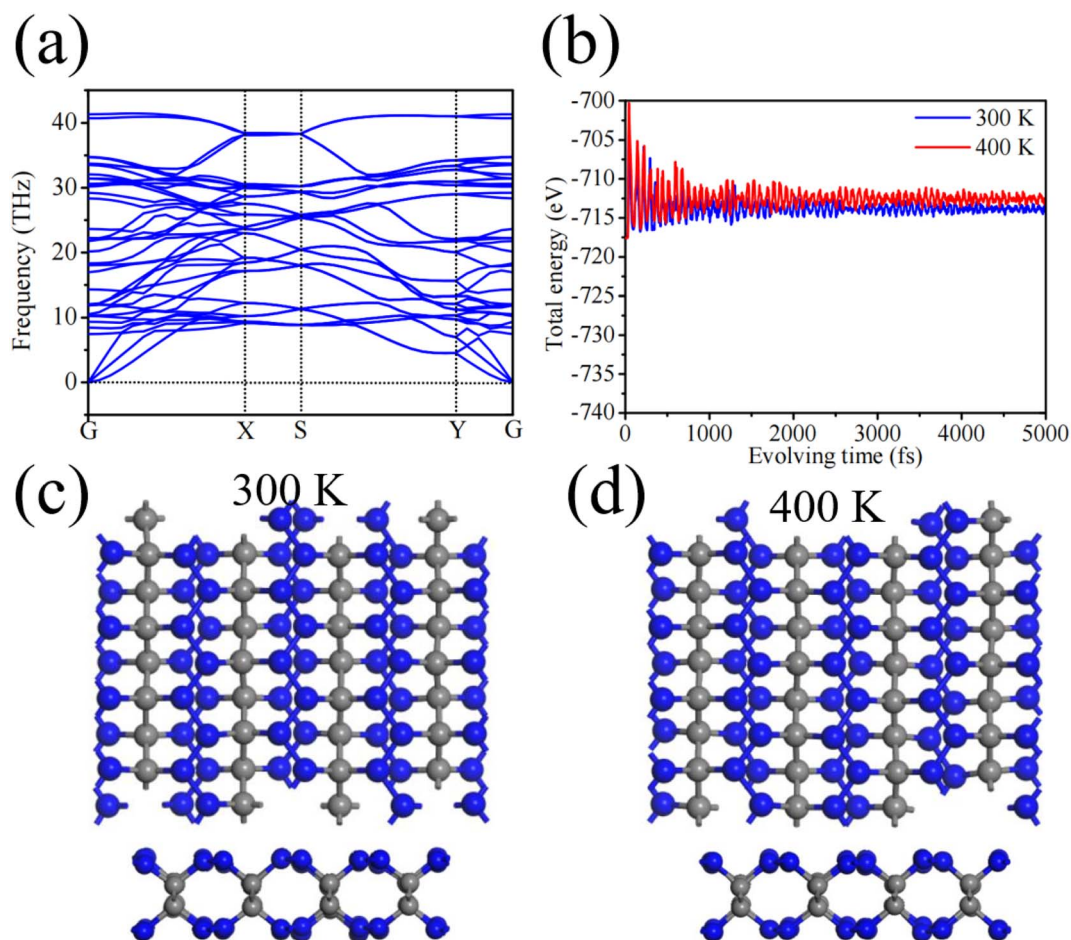 (a)
Frequency (THz)
40
30
20
10
0
G X S Y G
(b)
Total energy (eV)
-700
-705
-710
-715
-720
-725
-730
-735
-740
300 K
400 K
0 1000 2000 3000 4000 5000
Evolving time (fs)
(c)
300 K
(d)
400 K